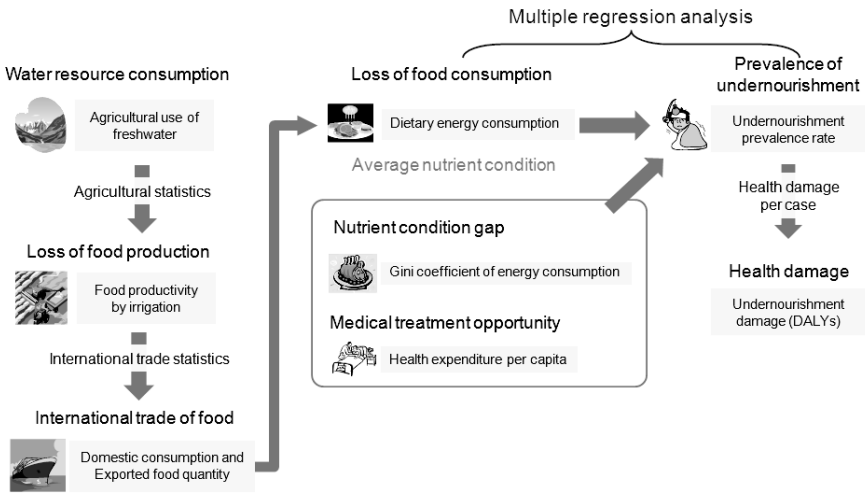 Multiple regression analysis
Water resource consumption
Agricultural use of
freshwater
Agricultural statistics
Loss of food production
Food productivity
by irrigation
International trade statistics
International trade of food
Domestic consumption and
Exported food quantity
Loss of food consumption
Dietary energy consumption
Average nutrient condition
Nutrient condition gap
Gini coefficient of energy consumption
Medical treatment opportunity
Health expenditure per capita
Prevalence of
undernourishment
Undernourishment
prevalence rate
Health damage
per case
Health damage
Undernourishment
damage (DALYs)